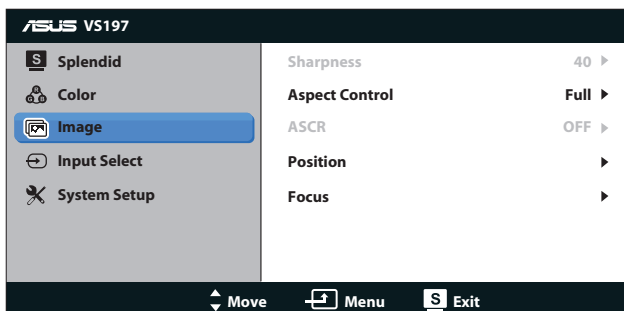 ASUS VS197
S Splendid
Color
Image
Input Select
System Setup
Sharpness 40
Aspect Control Full
ASCR OFF
Position
Focus
Move Menu S Exit